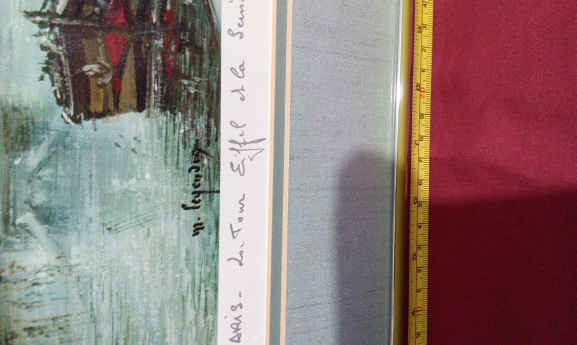 M. Legendre
ARIS - La Tour Eiffel et la Sein